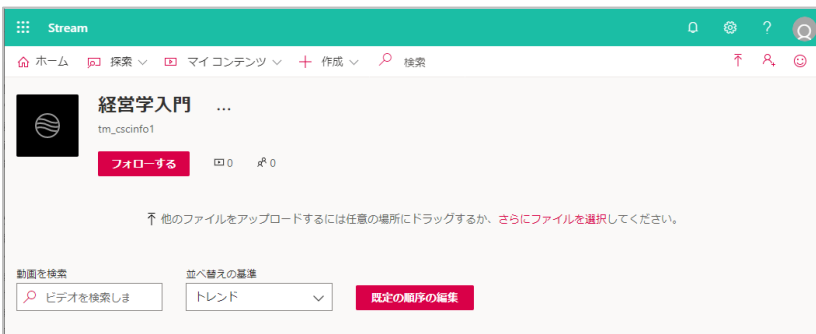 Stream ?
ホーム 探索 マイ コンテンツ 作成 検索
経営学入門 ...
tm_cscinfo1
フォローする 0 0
他のファイルをアップロードするには任意の場所にドラッグするか、さらにファイルを選択してください。
動画を検索 並べ替えの基準
ビデオを検索しま トレンド 既定の順序の編集